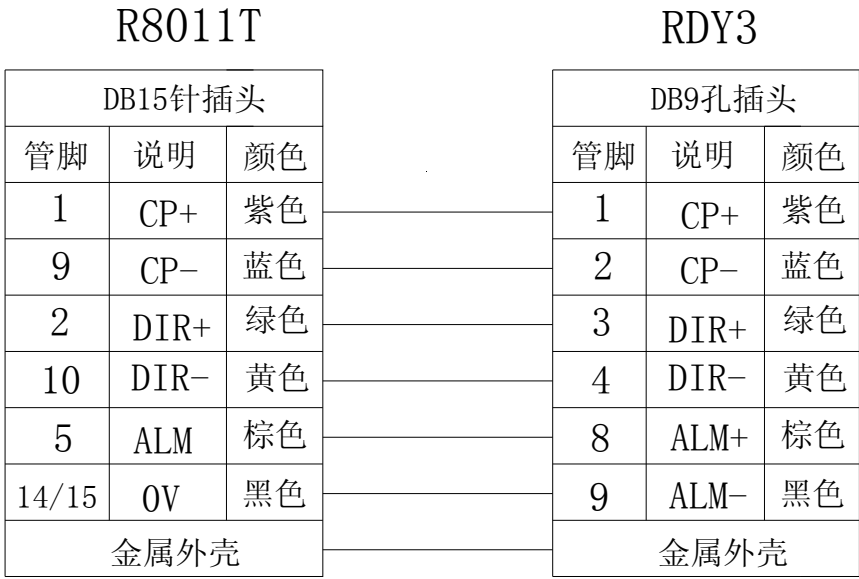 R8011T RDY3
DB15针插头 DB9孔插头
管脚 说明 颜色 管脚 说明 颜色
1 CP+ 紫色 1 CP+ 紫色
9 CP- 蓝色 2 CP- 蓝色
2 DIR+ 绿色 3 DIR+ 绿色
10 DIR- 黄色 4 DIR- 黄色
5 ALM 棕色 8 ALM+ 棕色
14/15 0V 黑色 9 ALM- 黑色
金属外壳 金属外壳